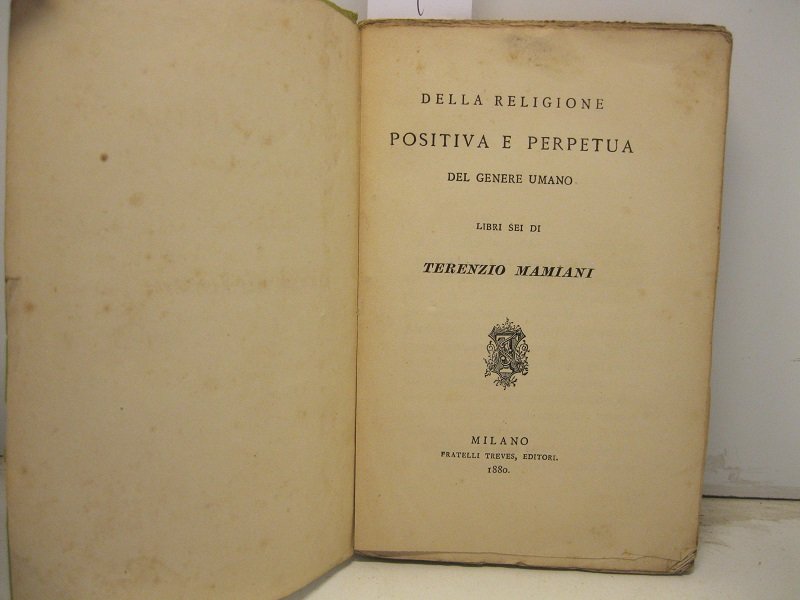 DELLA RELIGIONE
POSITIVA E PERPETUA
DEL GENERE UMANO
LIBRI SEI DI
TERENZIO MAMIANI
MILANO
FRATELLI TREVES, EDITORI.
1880.